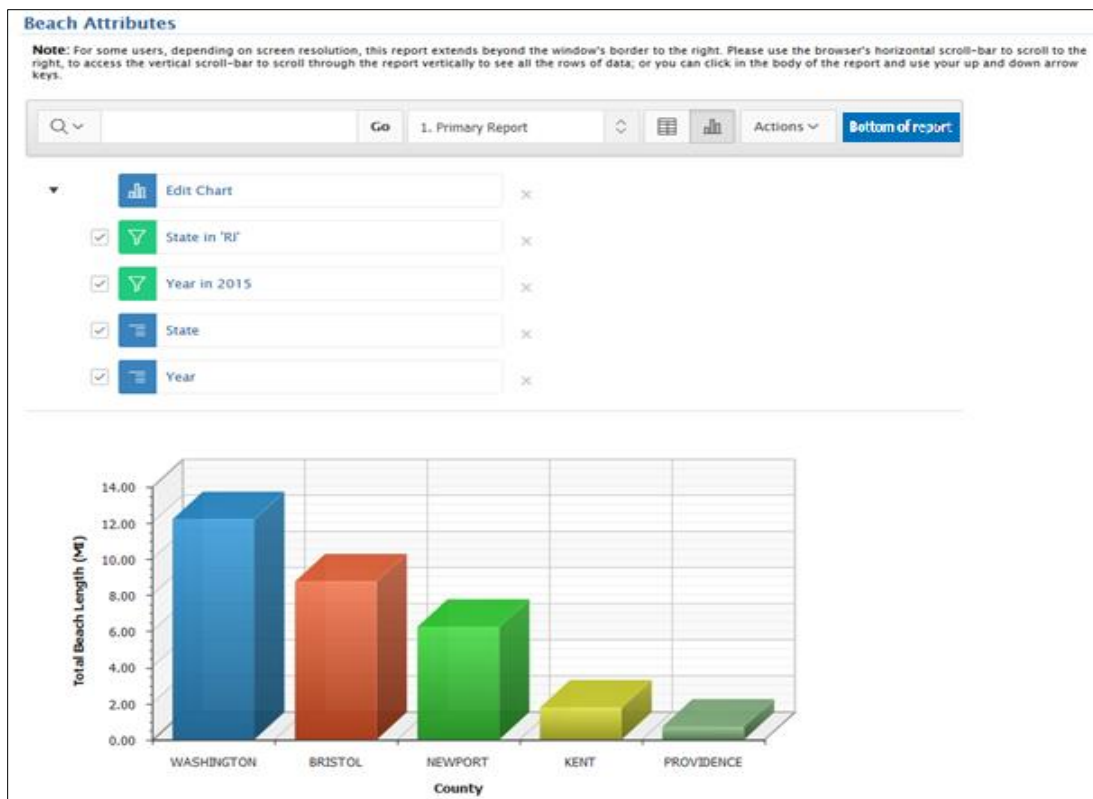 Beach Attributes
Note: For some users, depending on screen resolution, this report extends beyond the window's border to the right. Please use the browser's horizontal scroll-bar to scroll to the
right, to access the vertical scroll-bar to scroll through the report vertically to see all the rows of data; or you can click in the body of the report and use your up and down arrow
keys.
Go 1. Primary Report Actions Bottom of report
Edit Chart
State in 'RI'
Year in 2015
State
Year
14.00
12.00
10.00
8.00
6.00
4.00
2.00
0.00
Total Beach Length (MI)
WASHINGTON BRISTOL NEWPORT KENT PROVIDENCE
County